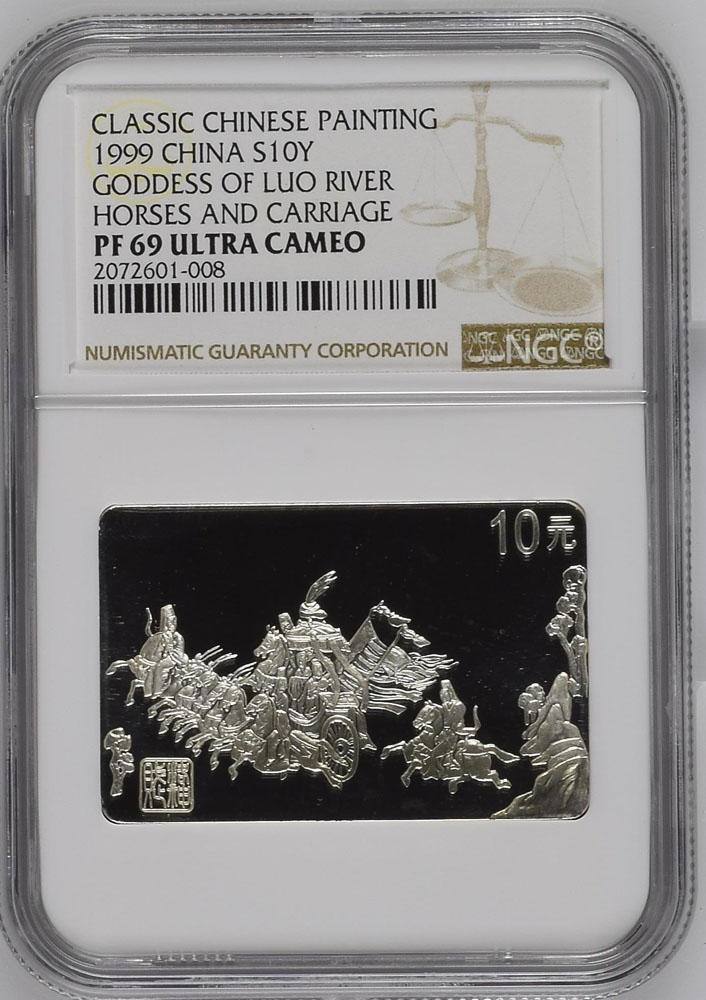 CLASSIC CHINESE PAINTING
1999 CHINA S10Y
GODDESS OF LUO RIVER
HORSES AND CARRIAGE
PF 69 ULTRA CAMEO
2072601-008
NUMISMATIC GUARANTY CORPORATION
NGC®
10元